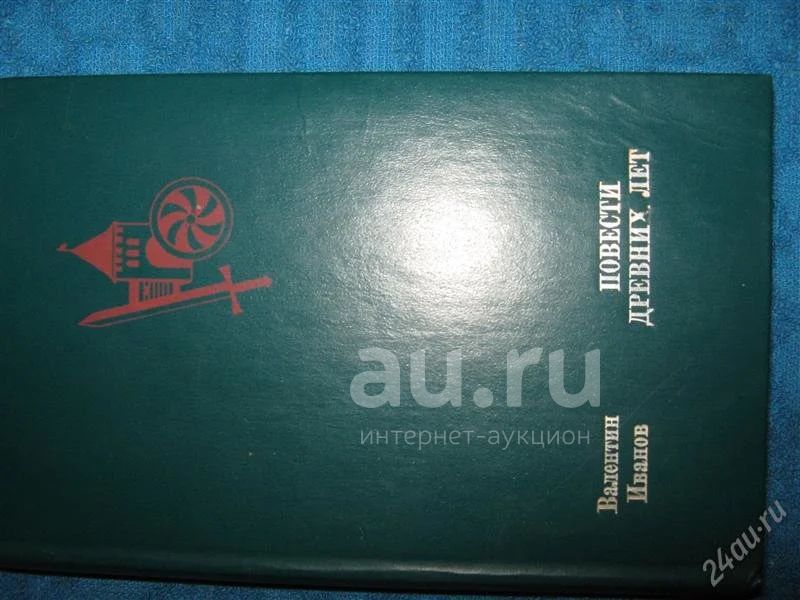 Валентин
Иванов
ПОВЕСТИ
ДРЕВНИХ ЛЕТ
au.ru
интернет-аукцион
24au.ru